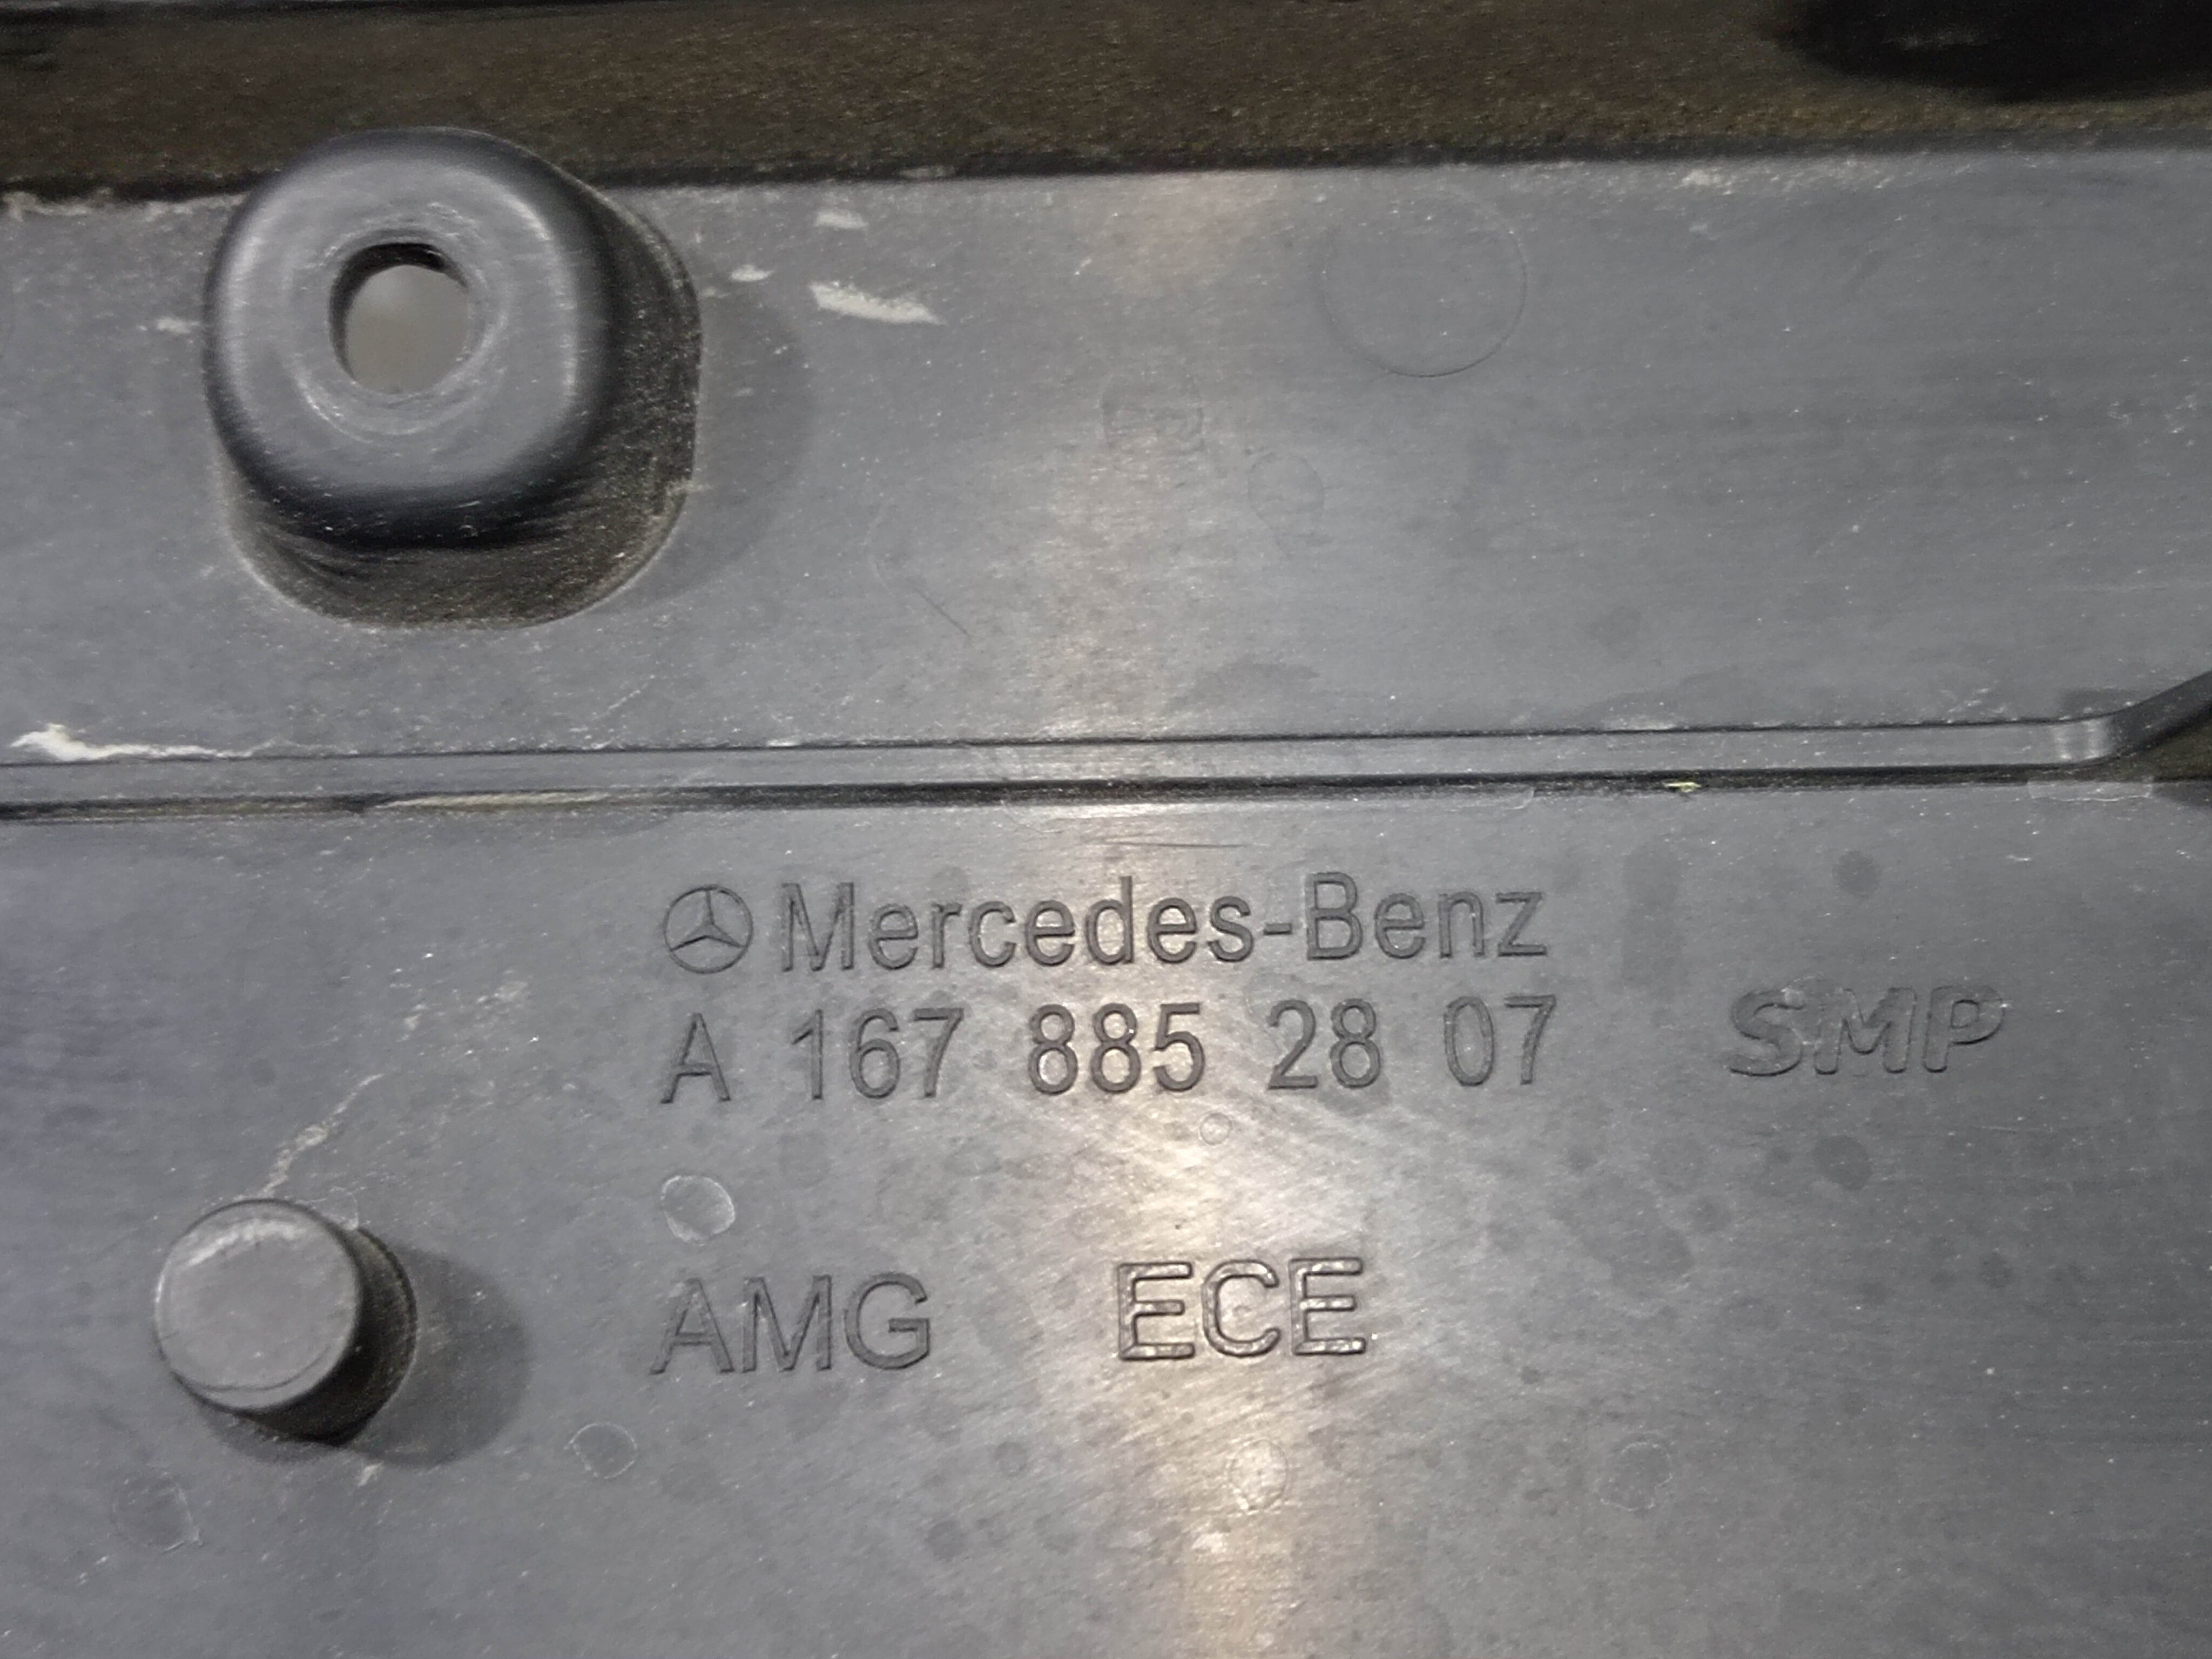 Mercedes-Benz
A 167 885 28 07 SMP
AMG ECE